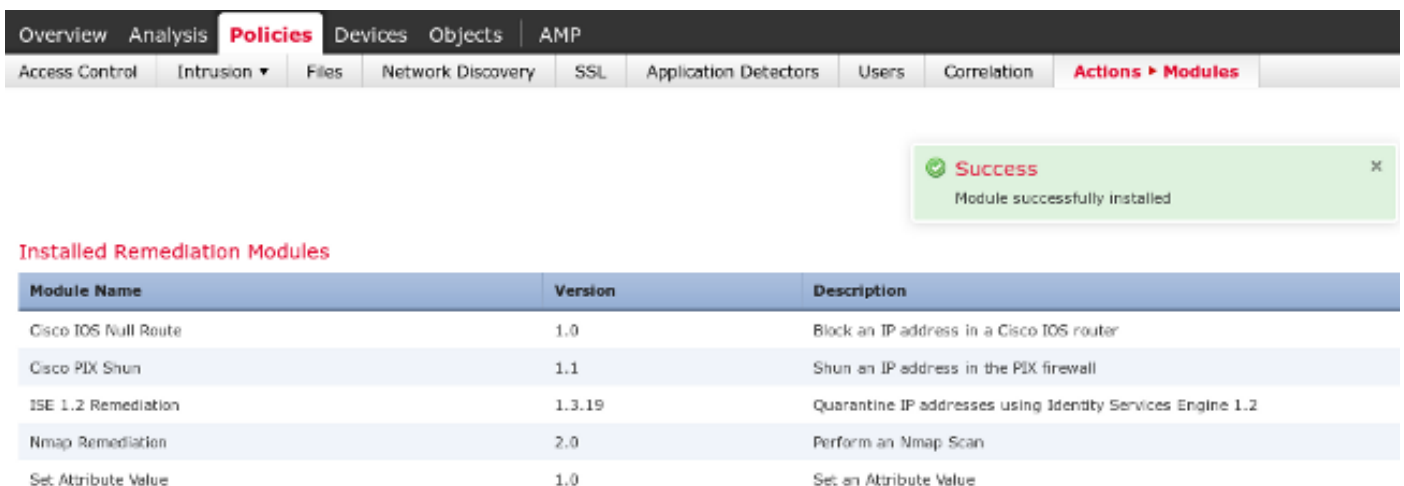 Overview Analysis Policies Devices Objects AMP
Access Control Intrusion ▼ Files Network Discovery SSL Application Detectors Users Correlation Actions ▸ Modules
Success ×
Module successfully installed
Installed Remediation Modules
Module Name Version Description
Cisco IOS Null Route 1.0 Block an IP address in a Cisco IOS router
Cisco PIX Shun 1.1 Shun an IP address in the PIX firewall
ISE 1.2 Remediation 1.3.19 Quarantine IP addresses using Identity Services Engine 1.2
Nmap Remediation 2.0 Perform an Nmap Scan
Set Attribute Value 1.0 Set an Attribute Value